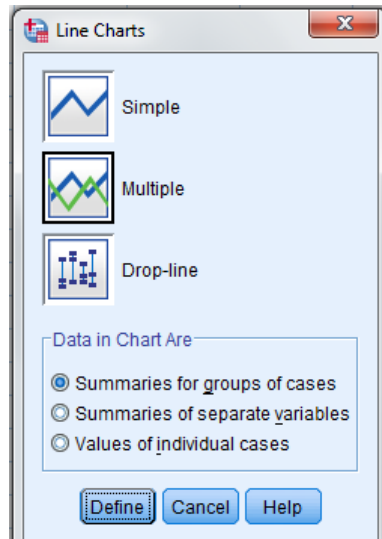 Line Charts
Simple
Multiple
Drop-line
Data in Chart Are
Summaries for groups of cases
Summaries of separate variables
Values of individual cases
Define Cancel Help